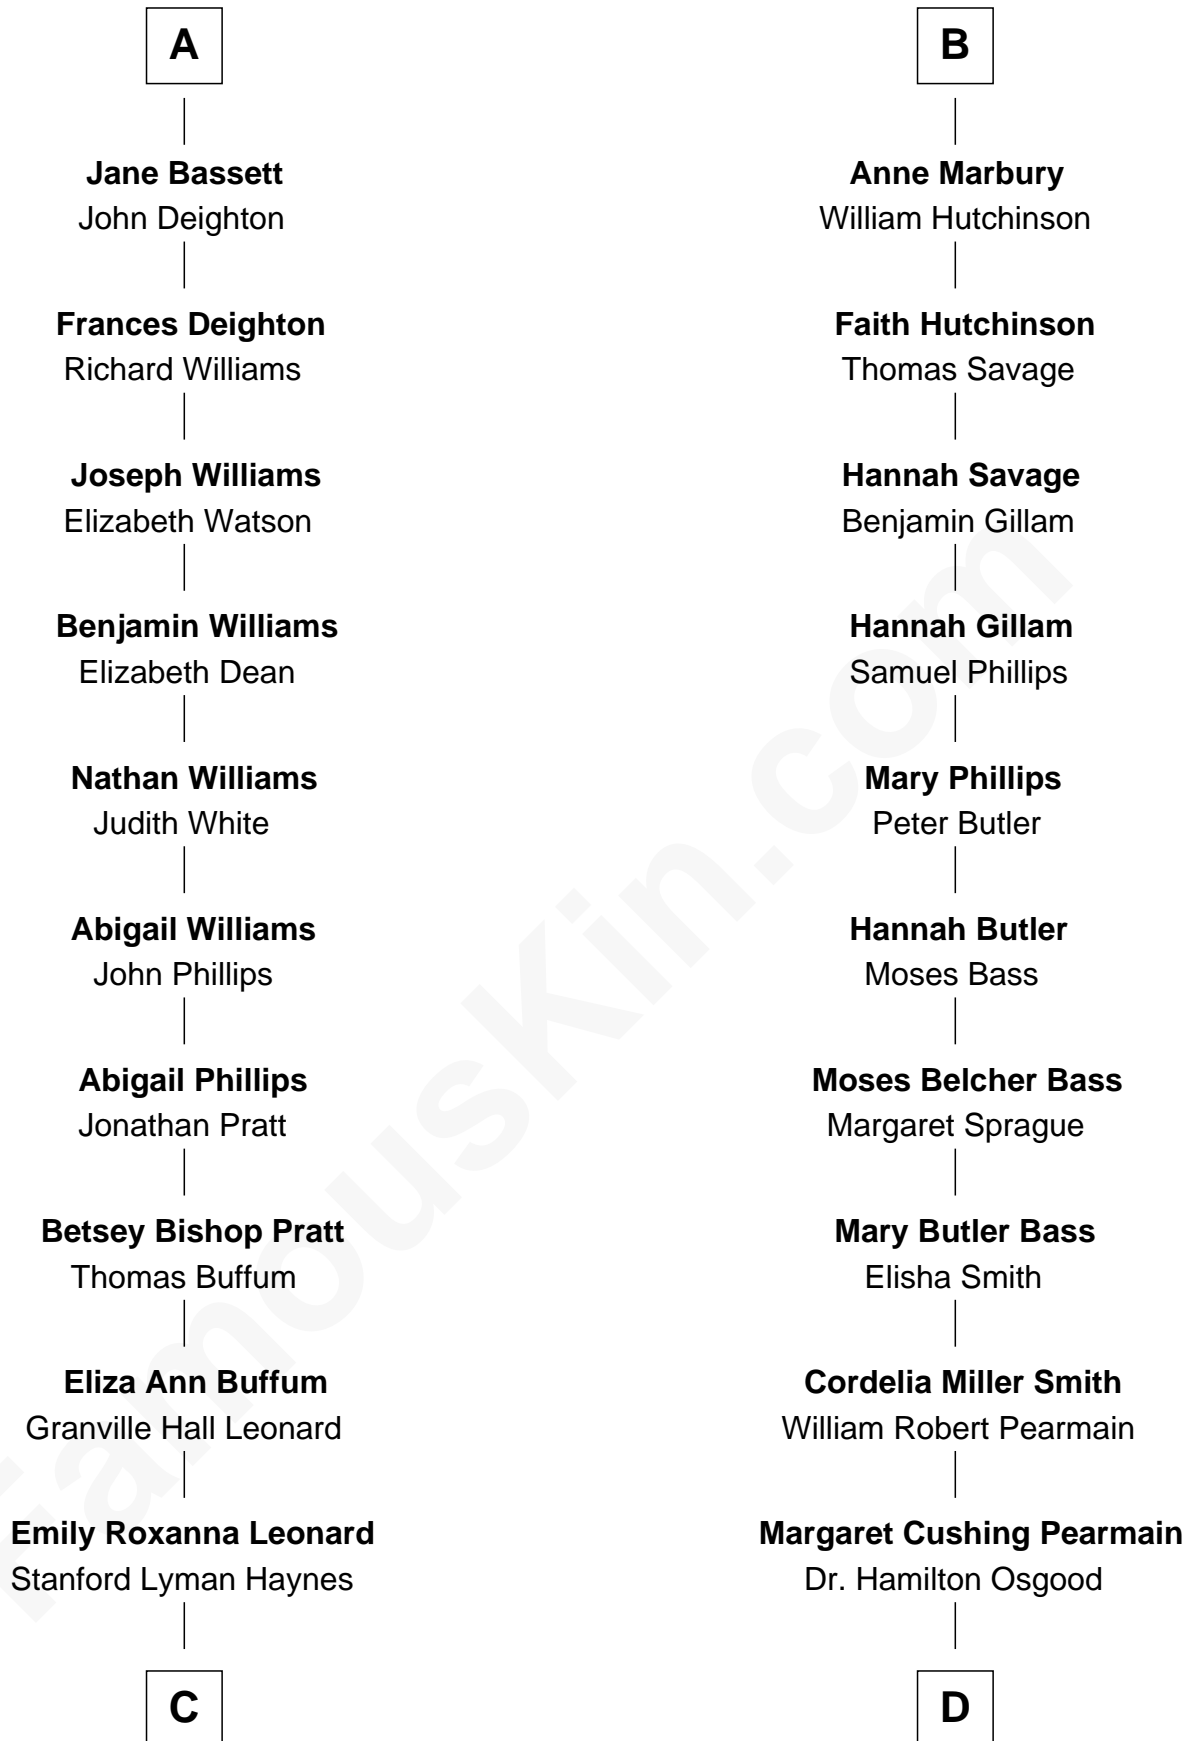 A
Jane Bassett
John Deighton
Frances Deighton
Richard Williams
Joseph Williams
Elizabeth Watson
Benjamin Williams
Elizabeth Dean
Nathan Williams
Judith White
Abigail Williams
John Phillips
Abigail Phillips
Jonathan Pratt
Betsey Bishop Pratt
Thomas Buffum
Eliza Ann Buffum
Granville Hall Leonard
Emily Roxanna Leonard
Stanford Lyman Haynes
C
B
Anne Marbury
William Hutchinson
Faith Hutchinson
Thomas Savage
Hannah Savage
Benjamin Gillam
Hannah Gillam
Samuel Phillips
Mary Phillips
Peter Butler
Hannah Butler
Moses Bass
Moses Belcher Bass
Margaret Sprague
Mary Butler Bass
Elisha Smith
Cordelia Miller Smith
William Robert Pearmain
Margaret Cushing Pearmain
Dr. Hamilton Osgood
D
FamousKin.com